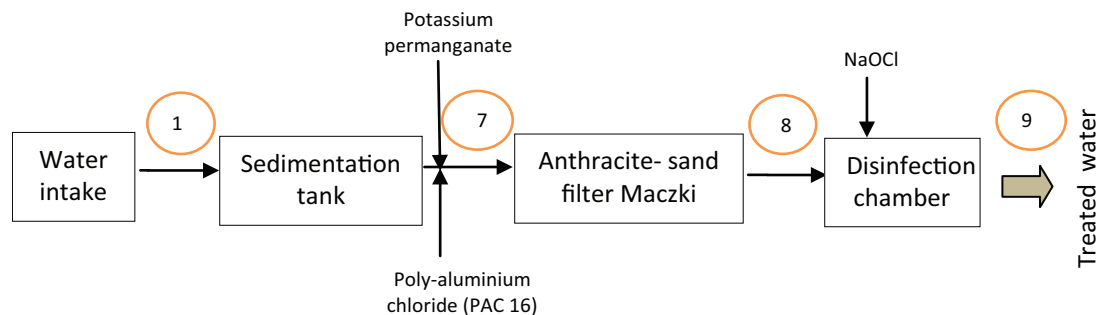 Potassium
permanganate
NaOCl
1
7
8
9
Water
intake
Sedimentation
tank
Anthracite- sand
filter Maczki
Disinfection
chamber
Treated water
Poly-aluminium
chloride (PAC 16)